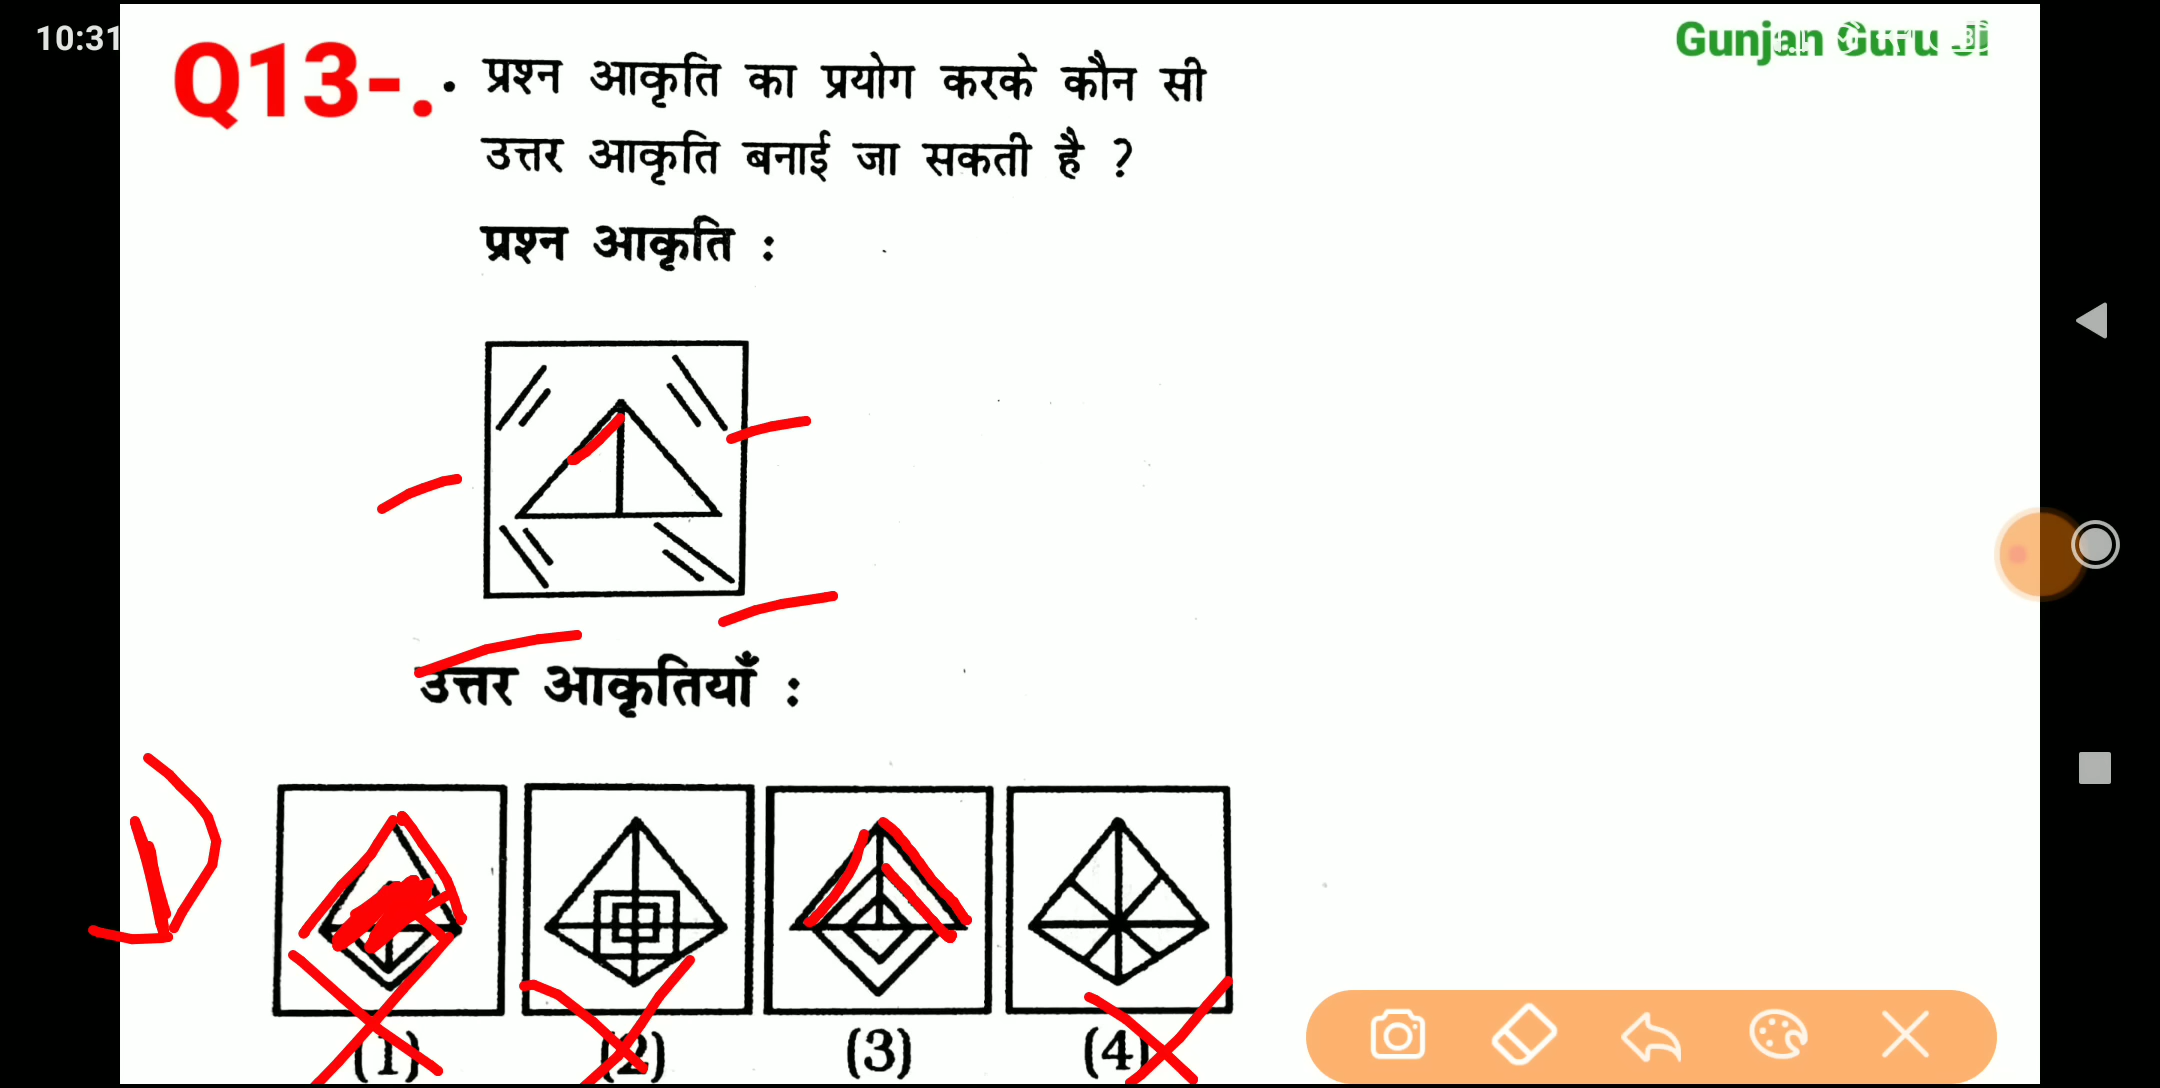 10:31
Gunjan Guru Ji
Q13-. . प्रश्न आकृति का प्रयोग करके कौन सी
उत्तर आकृति बनाई जा सकती है ?
प्रश्न आकृति :
उत्तर आकृतियाँ :
(1) (2) (3) (4)